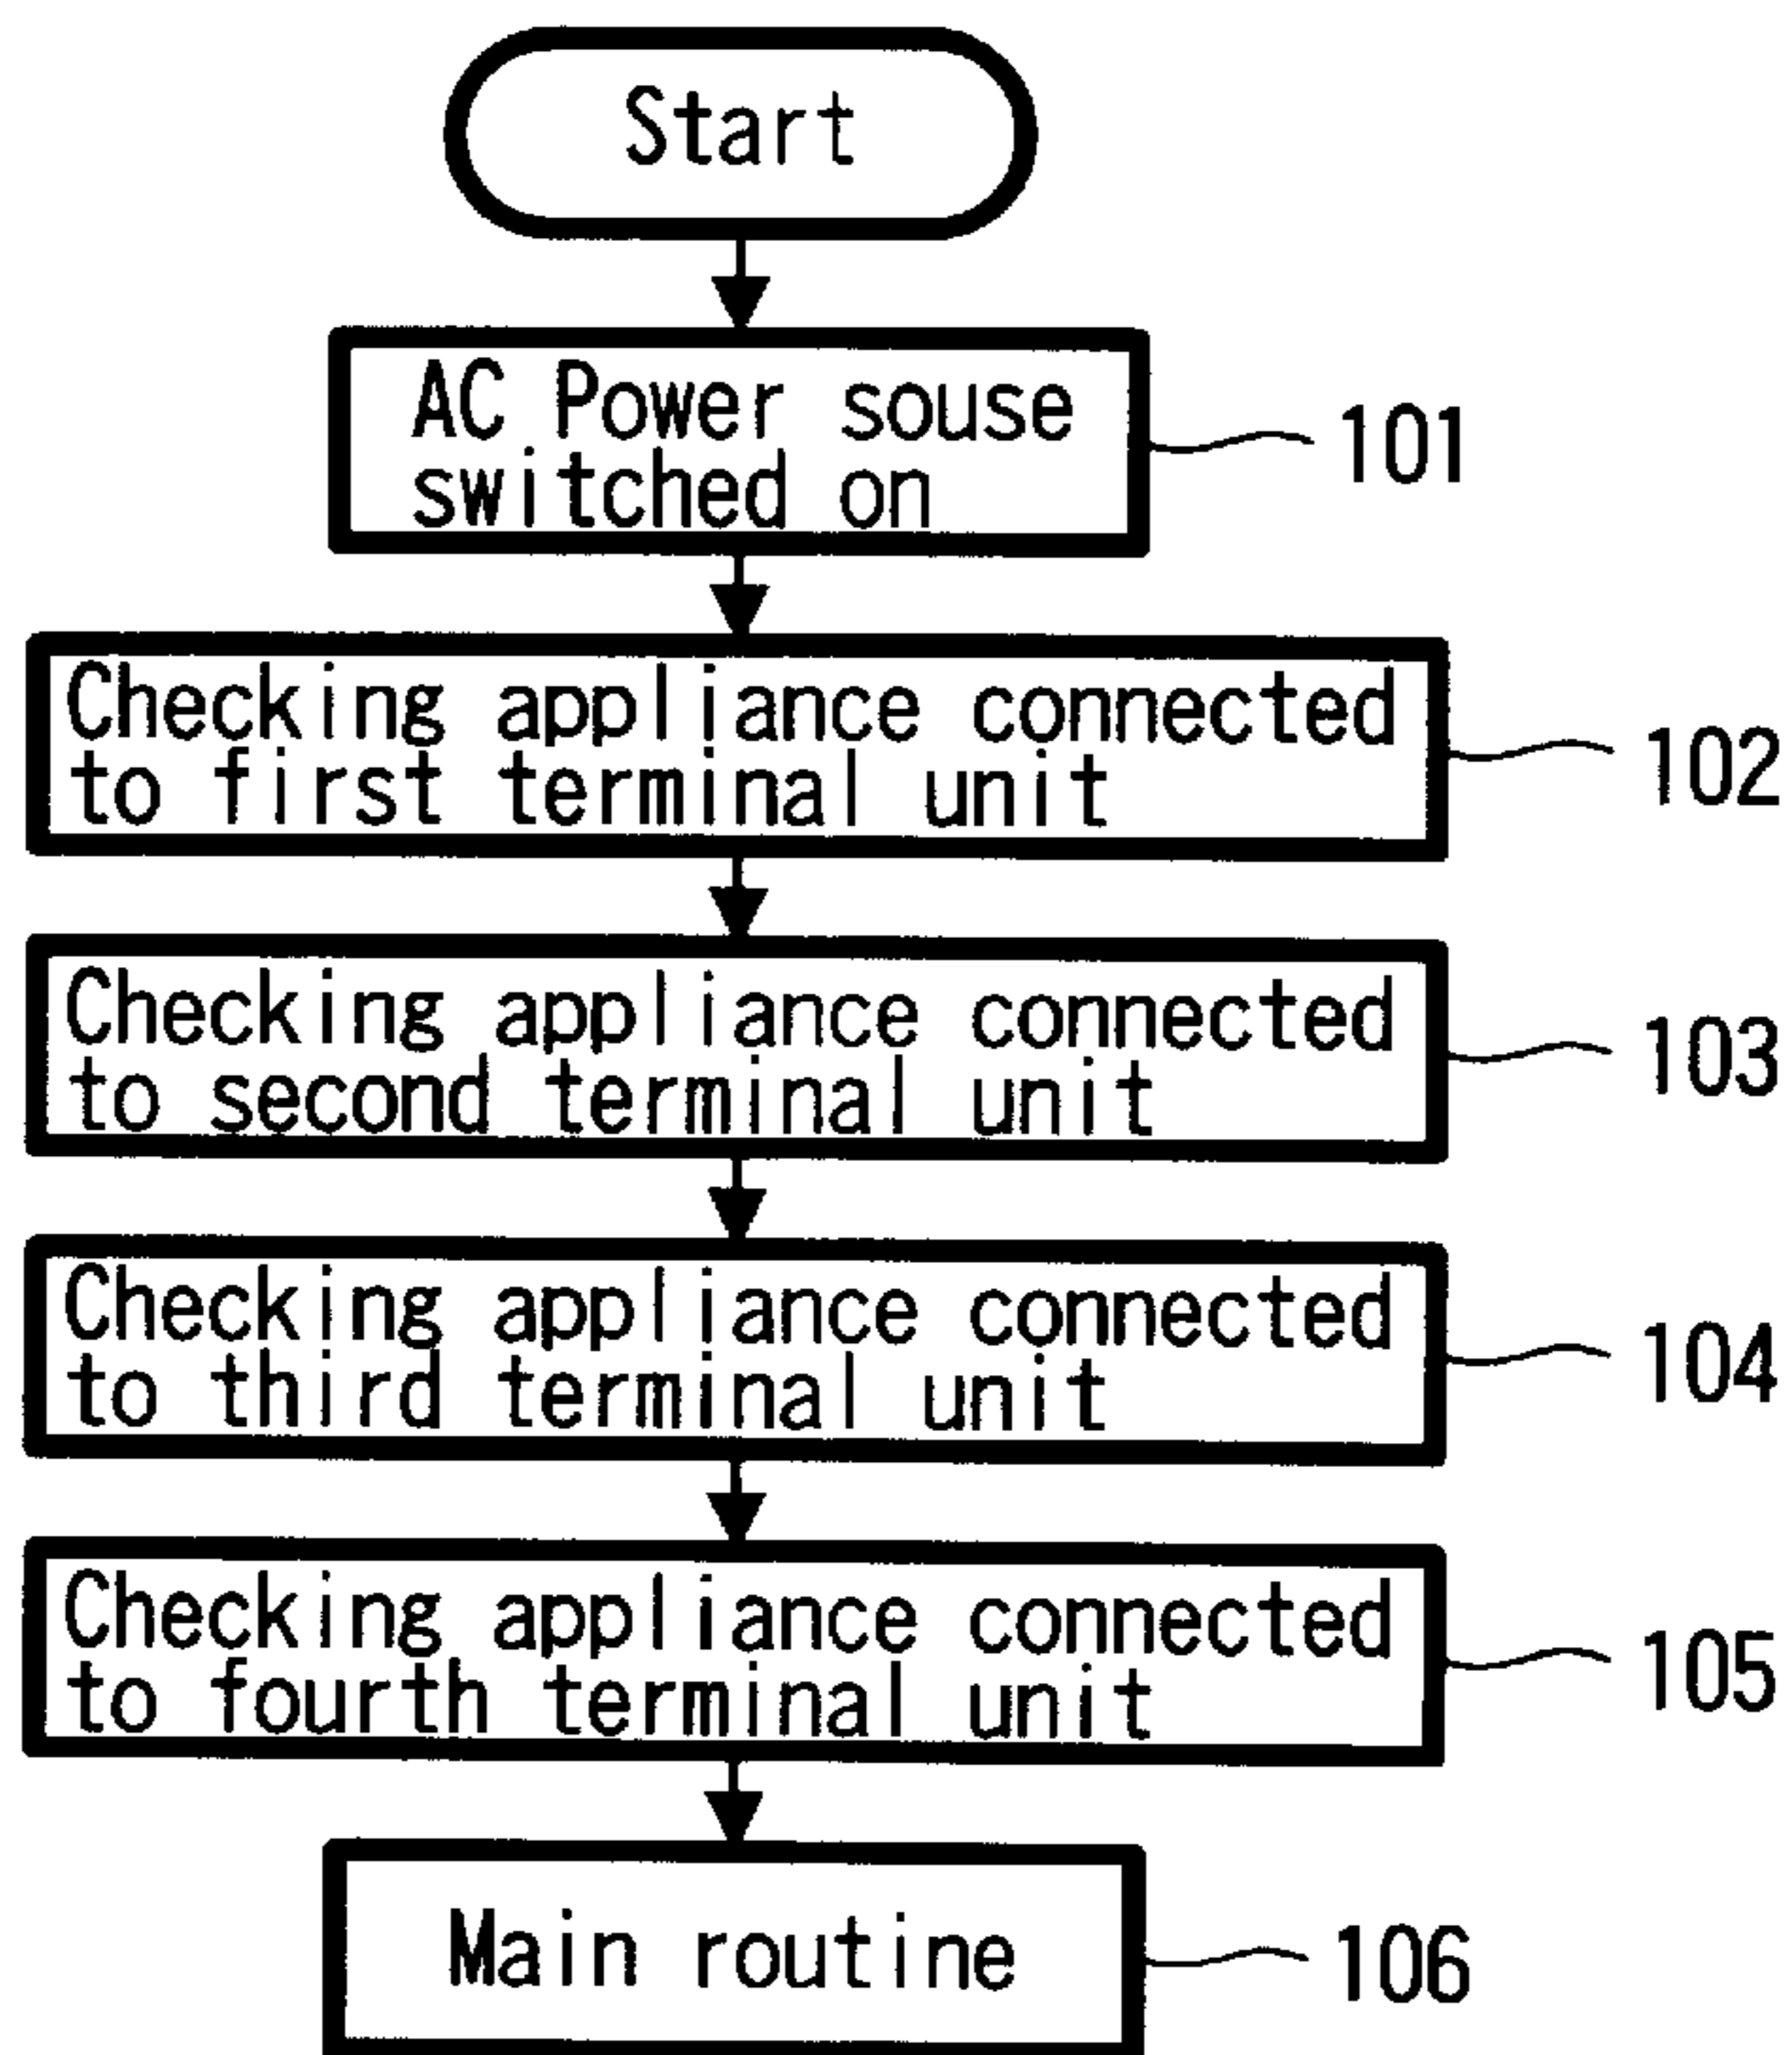 Start
AC Power souse
switched on
101
Checking appliance connected
to first terminal unit
102
Checking appliance connected
to second terminal unit
103
Checking appliance connected
to third terminal unit
104
Checking appliance connected
to fourth terminal unit
105
Main routine
106